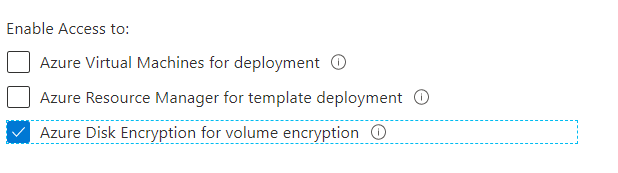 Enable Access to:
Azure Virtual Machines for deployment
Azure Resource Manager for template deployment
Azure Disk Encryption for volume encryption